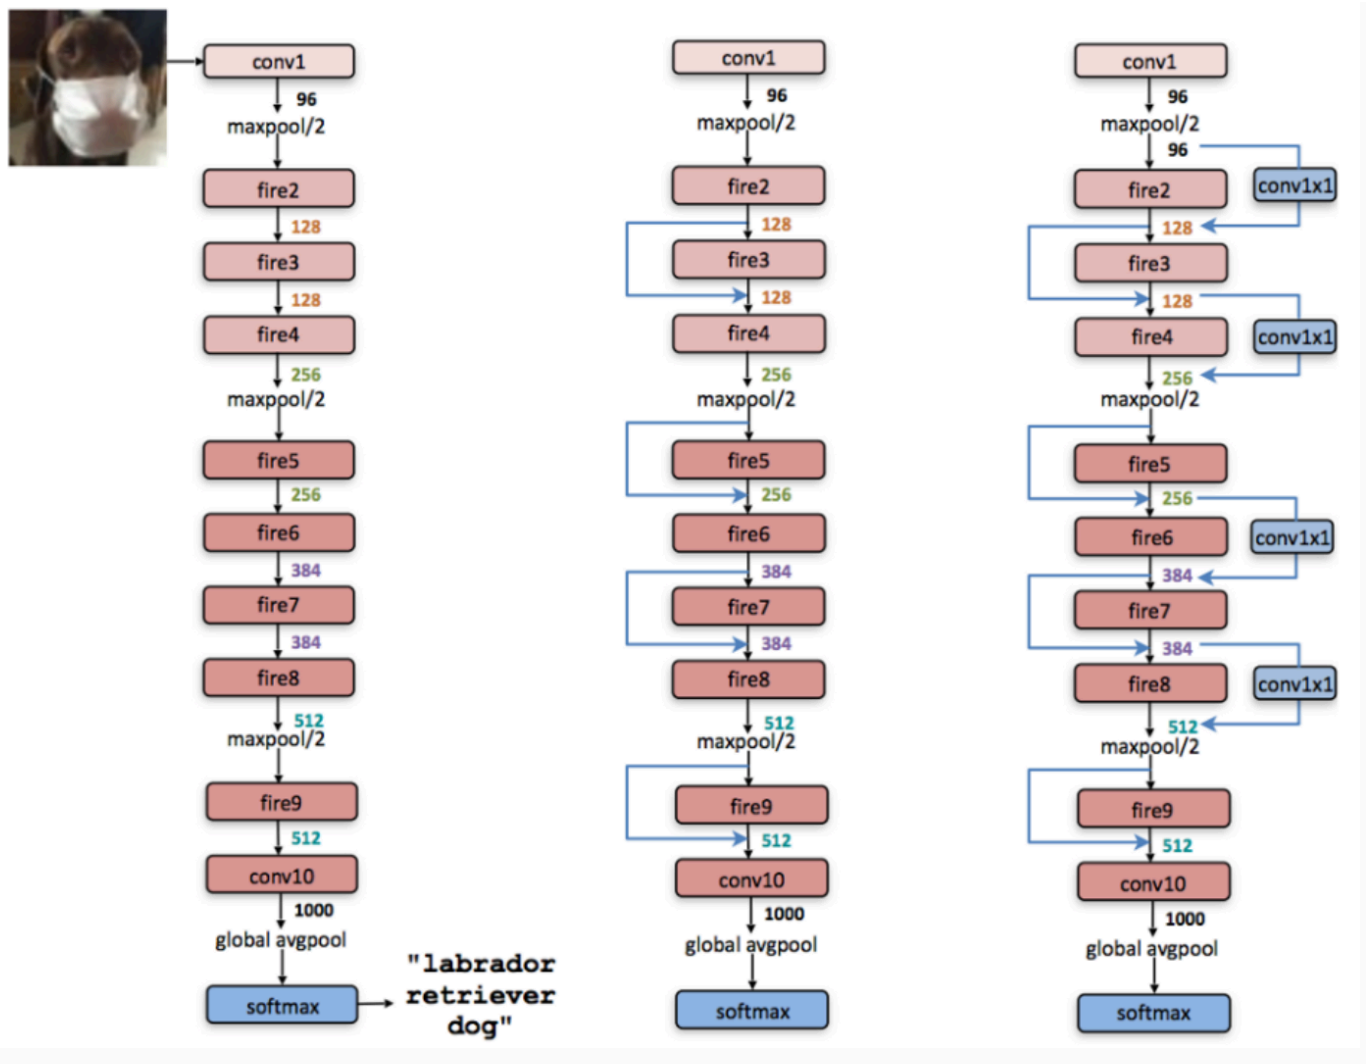 conv1
96
maxpool/2
fire2
128
fire3
128
fire4
256
maxpool/2
fire5
256
fire6
384
fire7
384
fire8
512
maxpool/2
fire9
512
conv10
1000
global avgpool
softmax
"labrador
retriever
dog"
conv1
96
maxpool/2
fire2
128
fire3
128
fire4
256
maxpool/2
fire5
256
fire6
384
fire7
384
fire8
512
maxpool/2
fire9
512
conv10
1000
global avgpool
softmax
conv1
96
maxpool/2
96
conv1x1
fire2
128
fire3
128
conv1x1
fire4
256
maxpool/2
fire5
256
conv1x1
fire6
384
fire7
384
conv1x1
fire8
512
maxpool/2
fire9
512
conv10
1000
global avgpool
softmax